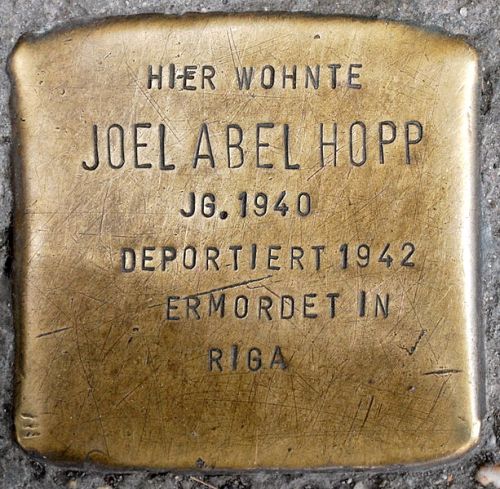 HIER WOHNTE
JOEL ABEL HOPP
JG. 1940
DEPORTIERT 1942
ERMORDET IN
RIGA